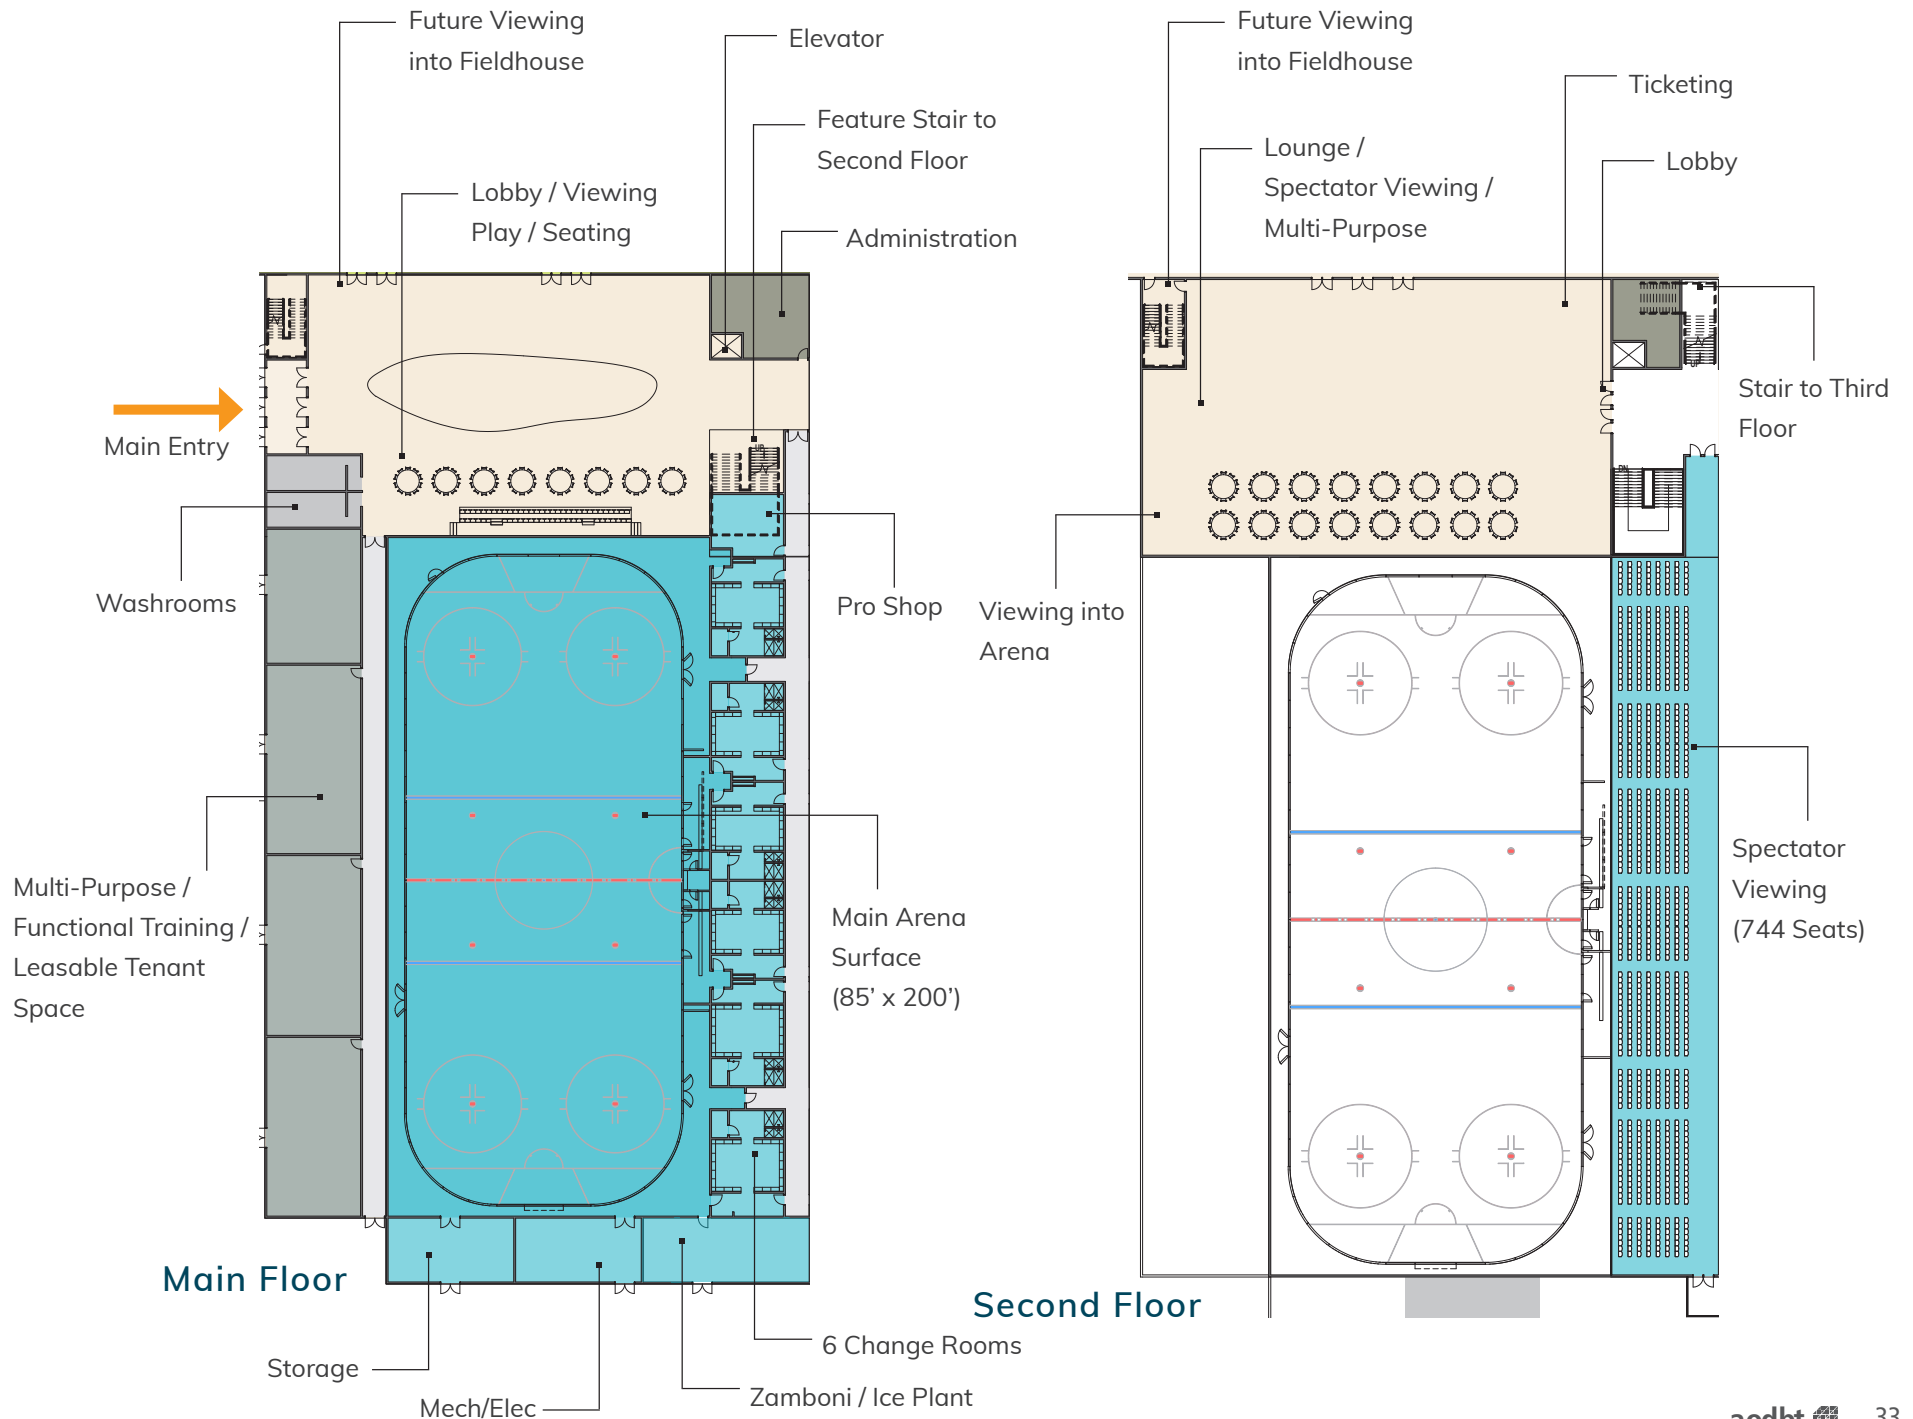 Future Viewing
into Fieldhouse
Elevator
Feature Stair to
Second Floor
Lobby / Viewing
Play / Seating
Administration
Main Entry
Washrooms
Pro Shop
Multi-Purpose /
Functional Training /
Leasable Tenant
Space
Main Arena
Surface
(85’ x 200’)
Main Floor
6 Change Rooms
Storage
Zamboni / Ice Plant
Mech/Elec
UP
Future Viewing
into Fieldhouse
Ticketing
Lounge /
Spectator Viewing /
Multi-Purpose
Lobby
Stair to Third
Floor
UP
DN
Viewing into
Arena
Spectator
Viewing
(744 Seats)
Second Floor
33